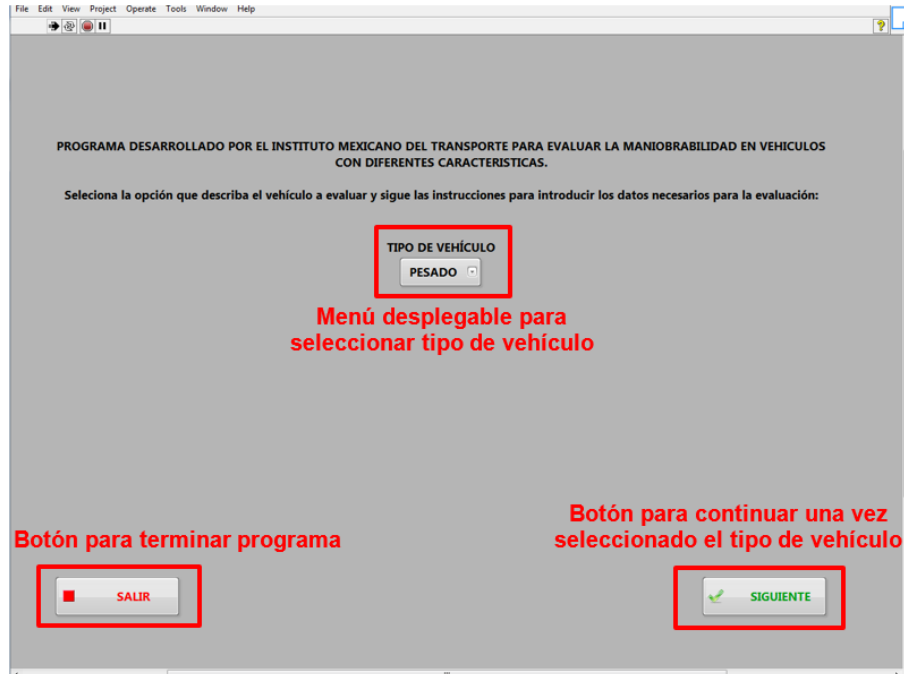 File Edit View Project Operate Tools Window Help
PROGRAMA DESARROLLADO POR EL INSTITUTO MEXICANO DEL TRANSPORTE PARA EVALUAR LA MANIOBRABILIDAD EN VEHICULOS
CON DIFERENTES CARACTERISTICAS.
Seleciona la opción que describa el vehículo a evaluar y sigue las instrucciones para introducir los datos necesarios para la evaluación:
TIPO DE VEHÍCULO
PESADO
Menú desplegable para
seleccionar tipo de vehículo
Botón para terminar programa
Botón para continuar una vez
seleccionado el tipo de vehículo
SALIR
SIGUIENTE